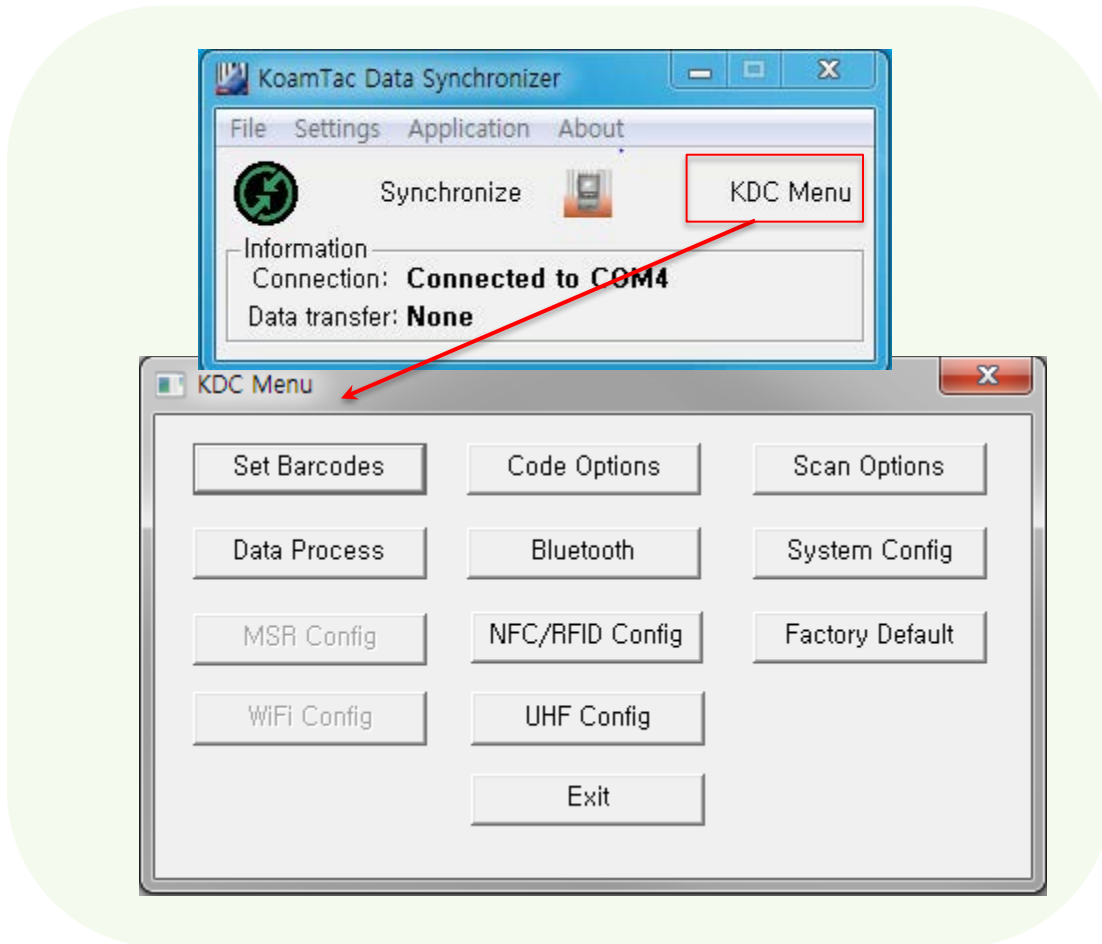 KoamTac Data Synchronizer
File Settings Application About
Synchronize KDC Menu
Information
Connection: Connected to COM4
Data transfer: None
KDC Menu
Set Barcodes Code Options Scan Options
Data Process Bluetooth System Config
MSR Config NFC/RFID Config Factory Default
WiFi Config UHF Config
Exit